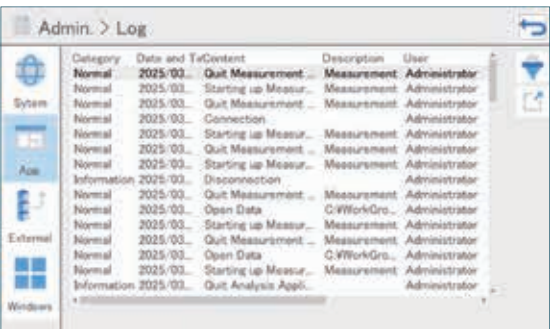 Admin. > Log
Category Date and Ti Content Description User
Normal 2025/03... Quit Measurement ... Measurement Administrator
Normal 2025/03... Starting up Measur... Measurement Administrator
Normal 2025/03... Quit Measurement ... Measurement Administrator
Normal 2025/03... Connection Administrator
Normal 2025/03... Starting up Measur... Measurement Administrator
Normal 2025/03... Quit Measurement ... Measurement Administrator
Normal 2025/03... Starting up Measur... Measurement Administrator
Information 2025/03... Disconnection Administrator
Normal 2025/03... Quit Measurement ... Measurement Administrator
Normal 2025/03... Open Data C:¥WorkGro... Administrator
Normal 2025/03... Starting up Measur... Measurement Administrator
Normal 2025/03... Quit Measurement ... Measurement Administrator
Normal 2025/03... Open Data C:¥WorkGro... Administrator
Normal 2025/03... Starting up Measur... Measurement Administrator
Information 2025/03... Quit Analysis Appli... Administrator
Sytem
App
External
Windows